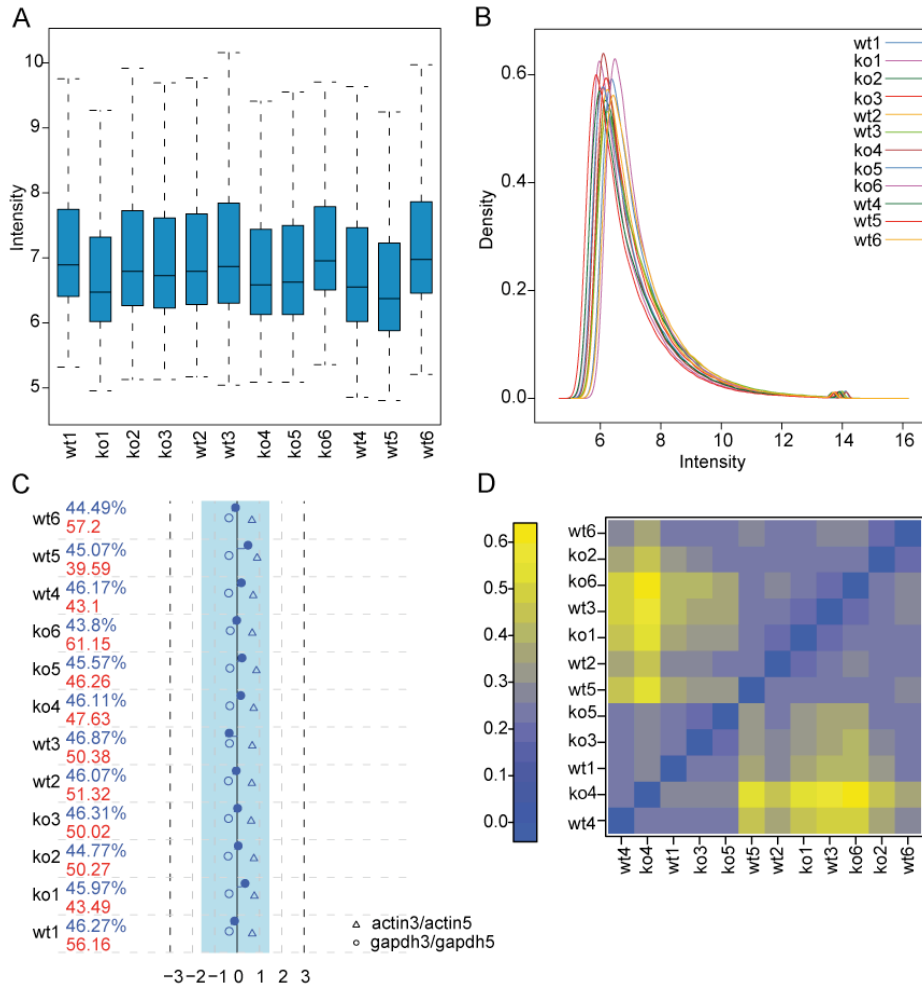 A
Intensity
10
9
8
7
6
5
wt1 ko1 ko2 ko3 wt2 wt3 ko4 ko5 ko6 wt4 wt5 wt6
B
Density
0.6
0.4
0.2
0.0
6 8 10 12 14 16
Intensity
wt1
ko1
ko2
ko3
wt2
wt3
ko4
ko5
ko6
wt4
wt5
wt6
C
wt6 44.49%
57.2
wt5 45.07%
39.59
wt4 46.17%
43.1
ko6 43.8%
61.15
ko5 45.57%
46.26
ko4 46.11%
47.63
wt3 46.87%
50.38
wt2 46.07%
51.32
ko3 46.31%
50.02
ko2 44.77%
50.27
ko1 45.97%
43.49
wt1 46.27%
56.16
actin3/actin5
gapdh3/gapdh5
−3 −2 −1 0 1 2 3
D
0.6
0.5
0.4
0.3
0.2
0.1
0.0
wt6
ko2
ko6
wt3
ko1
wt2
wt5
ko5
ko3
wt1
ko4
wt4
wt4 ko4 wt1 ko3 ko5 wt5 wt2 ko1 wt3 ko6 ko2 wt6